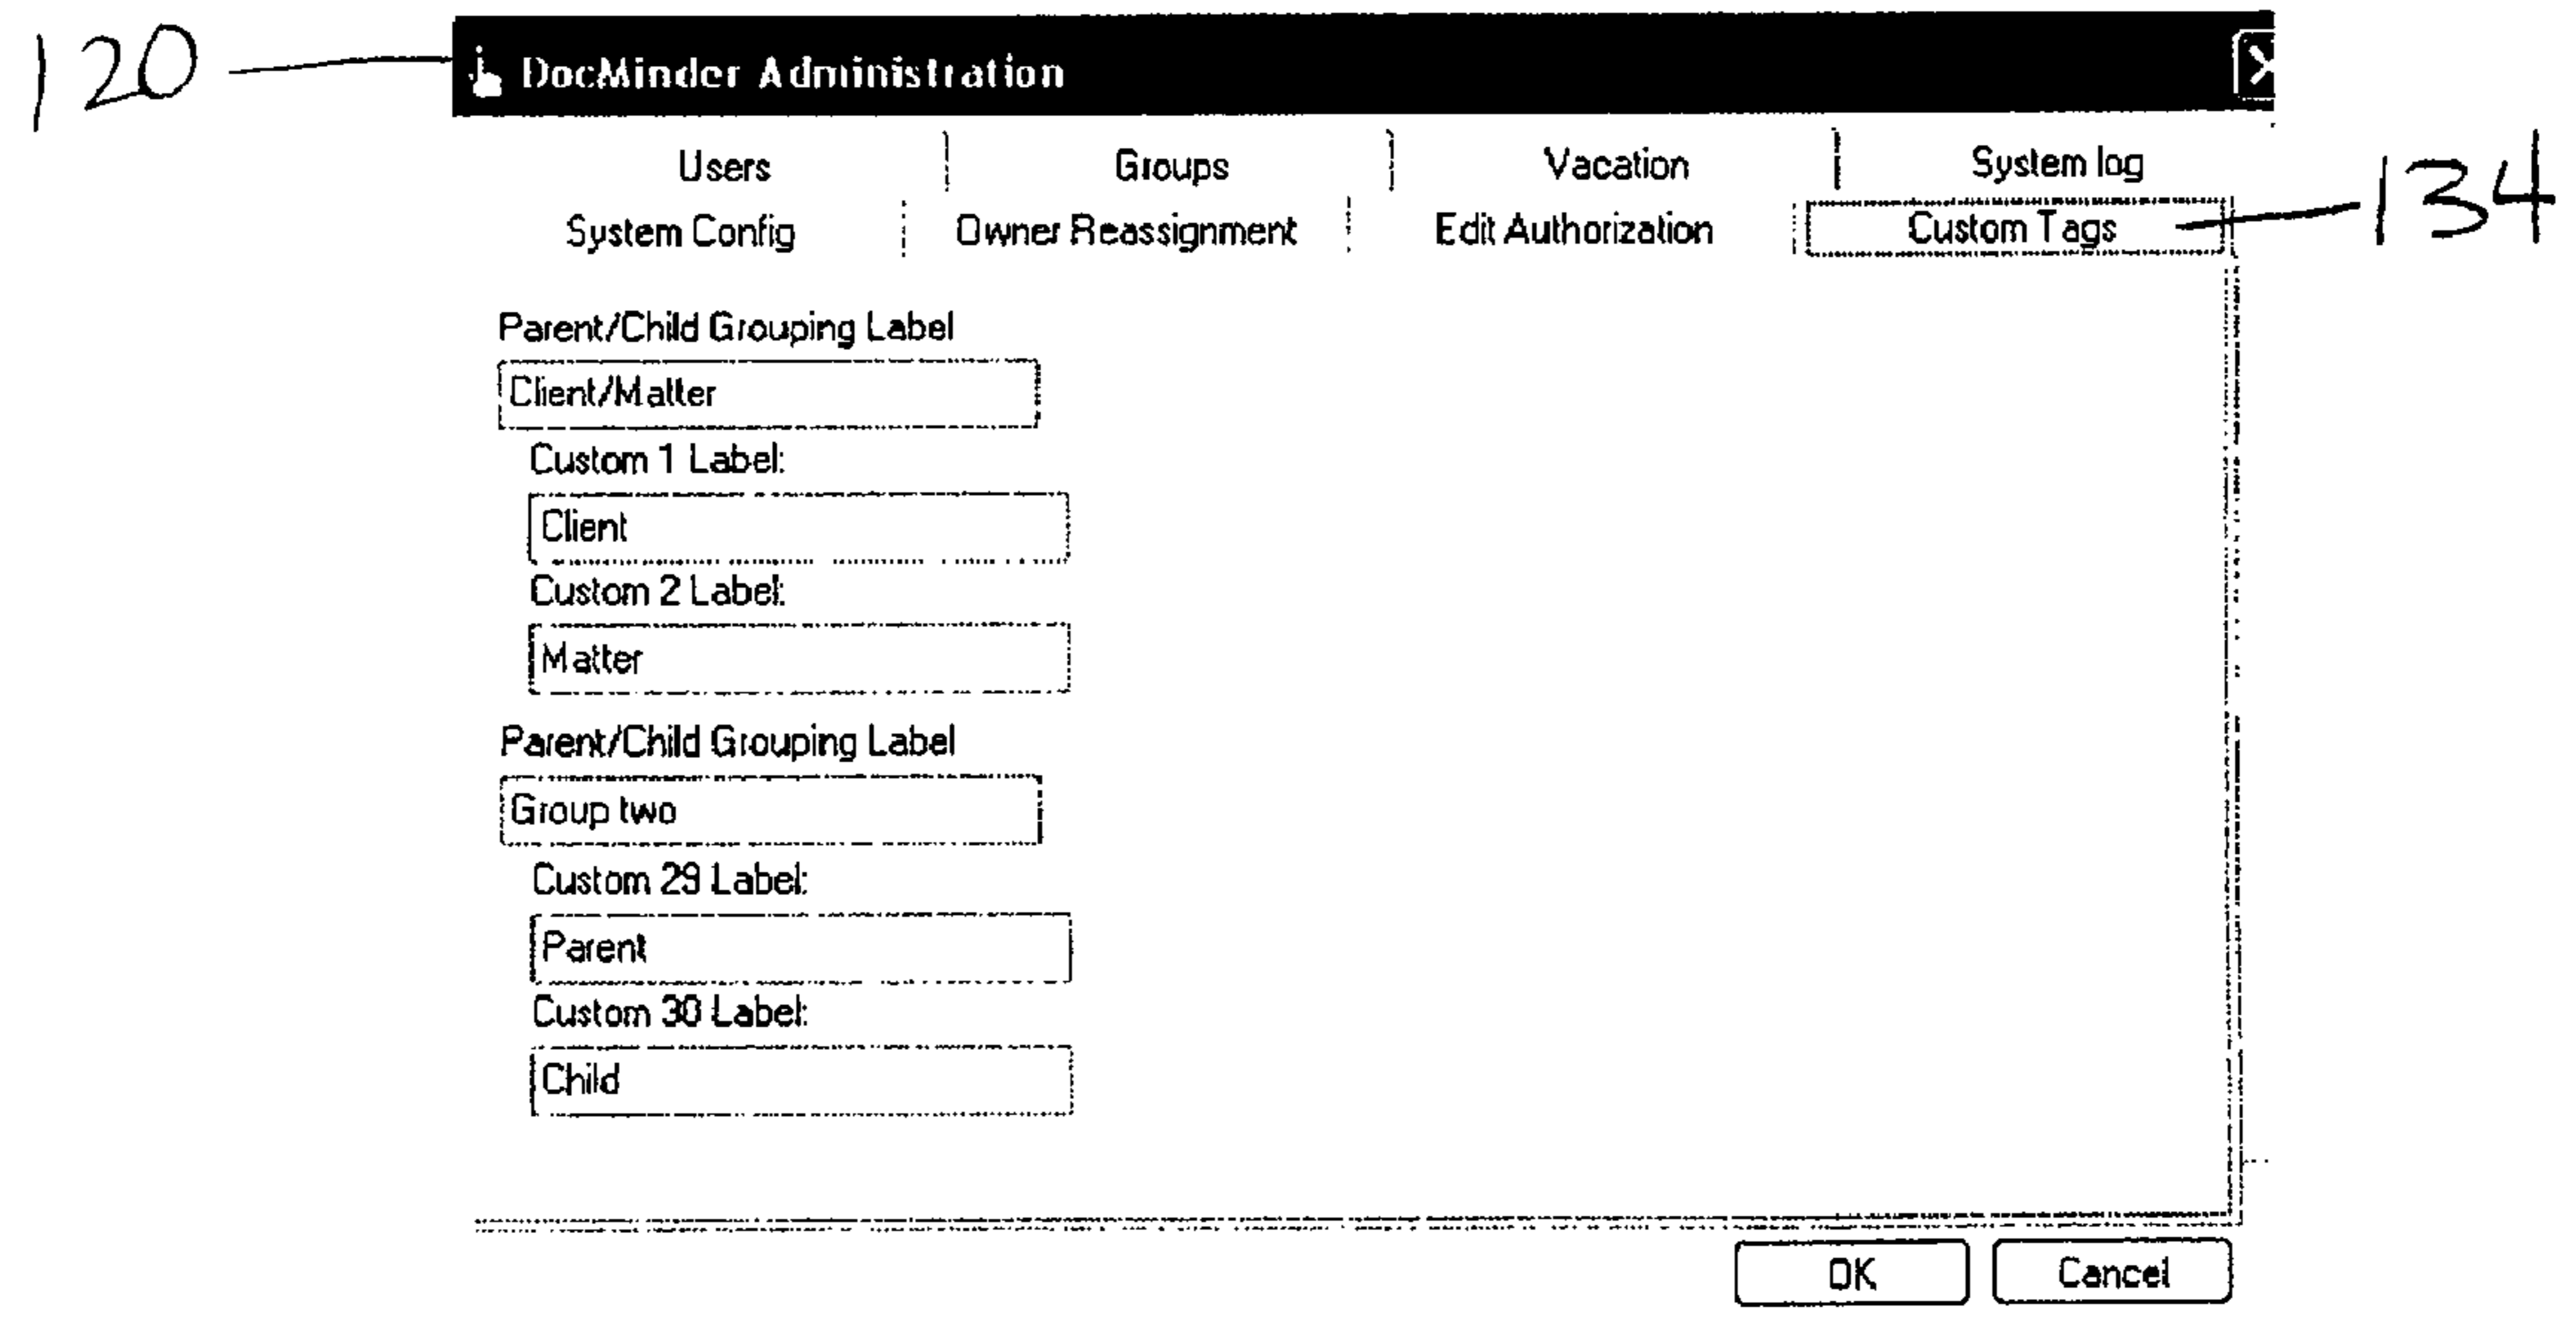 120
DocMinder Administration
Users Groups Vacation System log
134
System Config Owner Reassignment Edit Authorization Custom Tags
Parent/Child Grouping Label
Client/Matter
Custom 1 Label:
Client
Custom 2 Label:
Matter
Parent/Child Grouping Label
Group two
Custom 29 Label:
Parent
Custom 30 Label:
Child
OK Cancel